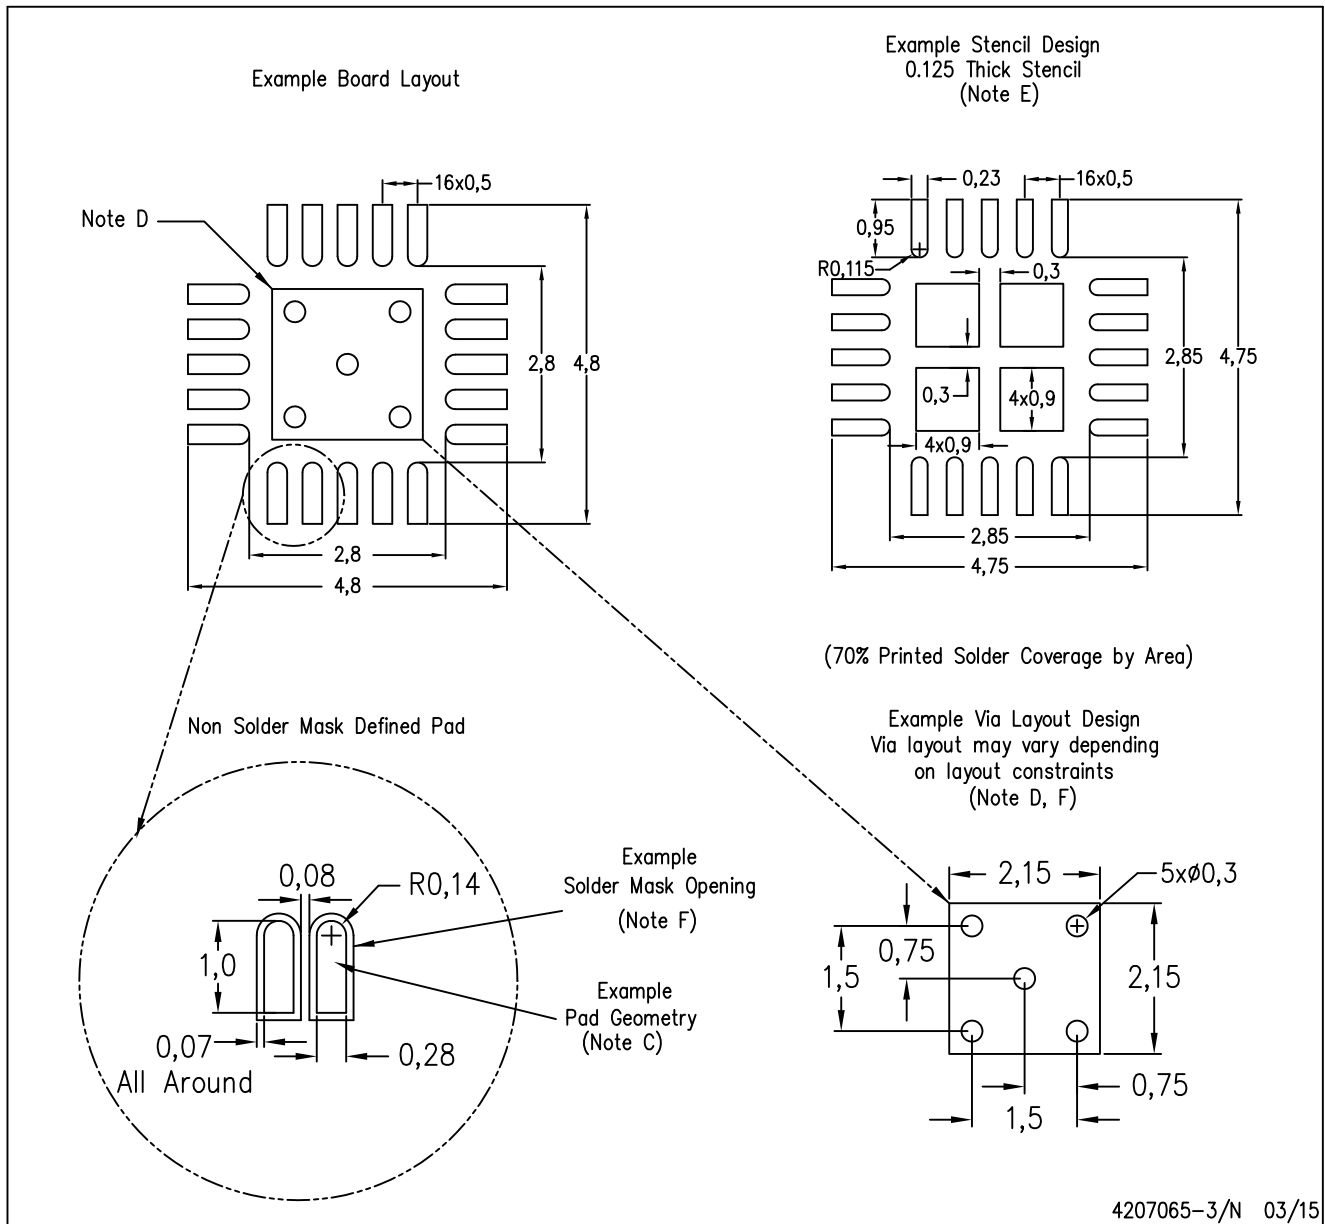 Example Board Layout
16x0,5
Note D
2,8
4,8
2,8
4,8
Example Stencil Design
0.125 Thick Stencil
(Note E)
0,23
16x0,5
0,95
R0,115
0,3
2,85
4,75
0,3
4x0,9
4x0,9
2,85
4,75
(70% Printed Solder Coverage by Area)
Non Solder Mask Defined Pad
0,08
R0,14
1,0
0,07
All Around
0,28
Example
Solder Mask Opening
(Note F)
Example
Pad Geometry
(Note C)
Example Via Layout Design
Via layout may vary depending
on layout constraints
(Note D, F)
2,15
5xø0,3
0,75
1,5
2,15
0,75
1,5
4207065-3/N 03/15